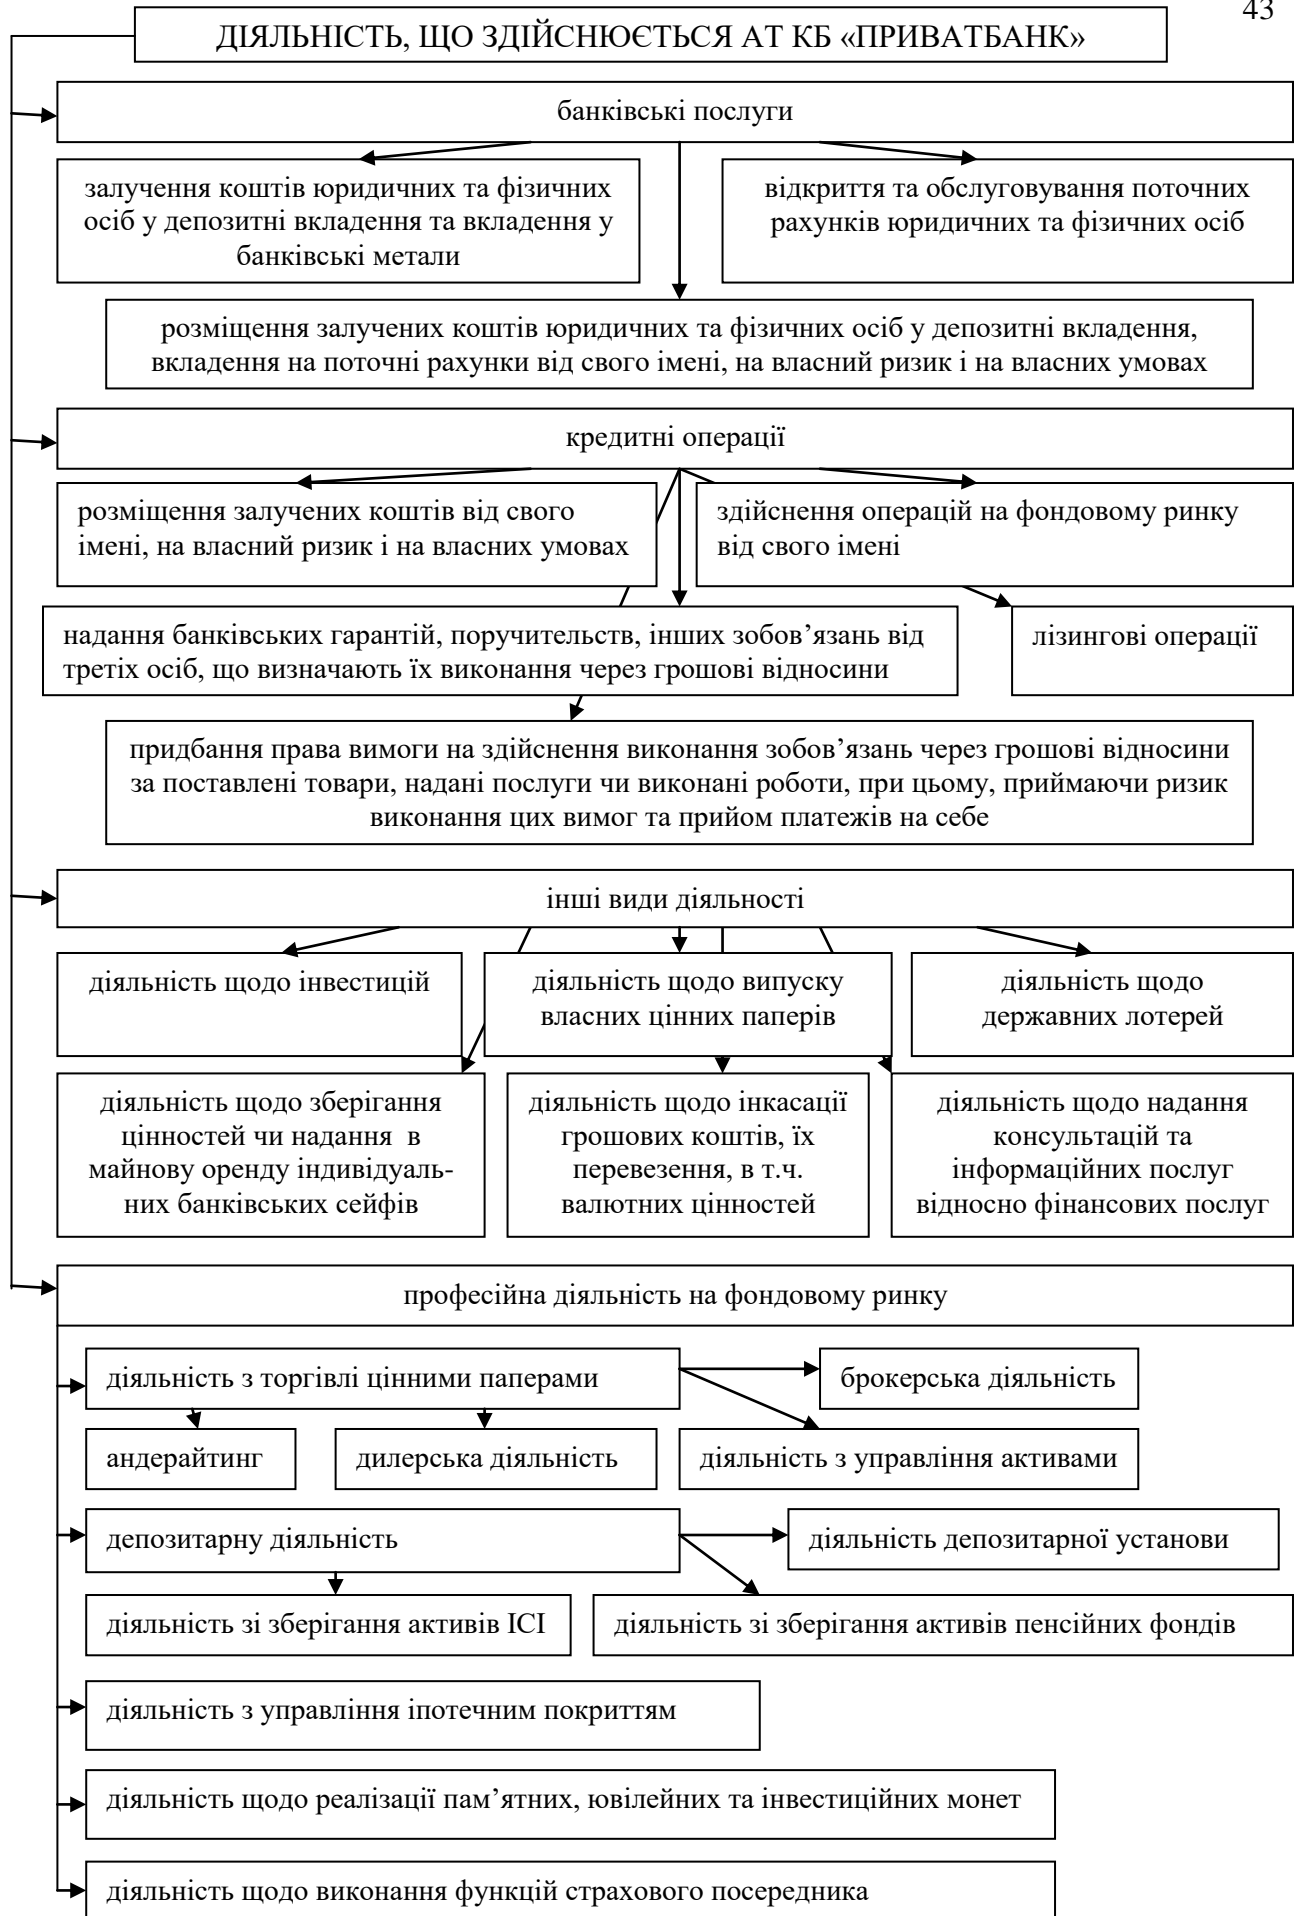 43
ДІЯЛЬНІСТЬ, ЩО ЗДІЙСНЮЄТЬСЯ АТ КБ «ПРИВАТБАНК»
банківські послуги
залучення коштів юридичних та фізичних
осіб у депозитні вкладення та вкладення у
банківські метали
відкриття та обслуговування поточних
рахунків юридичних та фізичних осіб
розміщення залучених коштів юридичних та фізичних осіб у депозитні вкладення,
вкладення на поточні рахунки від свого імені, на власний ризик і на власних умовах
кредитні операції
розміщення залучених коштів від свого
імені, на власний ризик і на власних умовах
здійснення операцій на фондовому ринку
від свого імені
надання банківських гарантій, поручительств, інших зобов’язань від
третіх осіб, що визначають їх виконання через грошові відносини
лізингові операції
придбання права вимоги на здійснення виконання зобов’язань через грошові відносини
за поставлені товари, надані послуги чи виконані роботи, при цьому, приймаючи ризик
виконання цих вимог та прийом платежів на себе
інші види діяльності
діяльність щодо інвестицій
діяльність щодо випуску
власних цінних паперів
діяльність щодо
державних лотерей
діяльність щодо зберігання
цінностей чи надання в
майнову оренду індивідуаль-
них банківських сейфів
діяльність щодо інкасації
грошових коштів, їх
перевезення, в т.ч.
валютних цінностей
діяльність щодо надання
консультацій та
інформаційних послуг
відносно фінансових послуг
професійна діяльність на фондовому ринку
діяльність з торгівлі цінними паперами
брокерська діяльність
андерайтинг
дилерська діяльність
діяльність з управління активами
депозитарну діяльність
діяльність депозитарної установи
діяльність зі зберігання активів ІСІ
діяльність зі зберігання активів пенсійних фондів
діяльність з управління іпотечним покриттям
діяльність щодо реалізації пам’ятних, ювілейних та інвестиційних монет
діяльність щодо виконання функцій страхового посередника